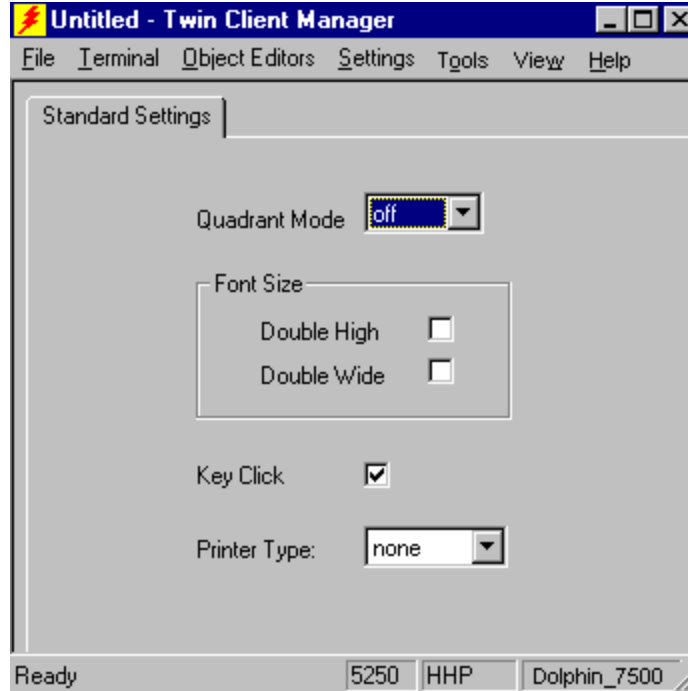 Untitled - Twin Client Manager
File Terminal Object Editors Settings Tools View Help
Standard Settings
Quadrant Mode off
Font Size
Double High
Double Wide
Key Click
Printer Type: none
Ready 5250 HHP Dolphin_7500